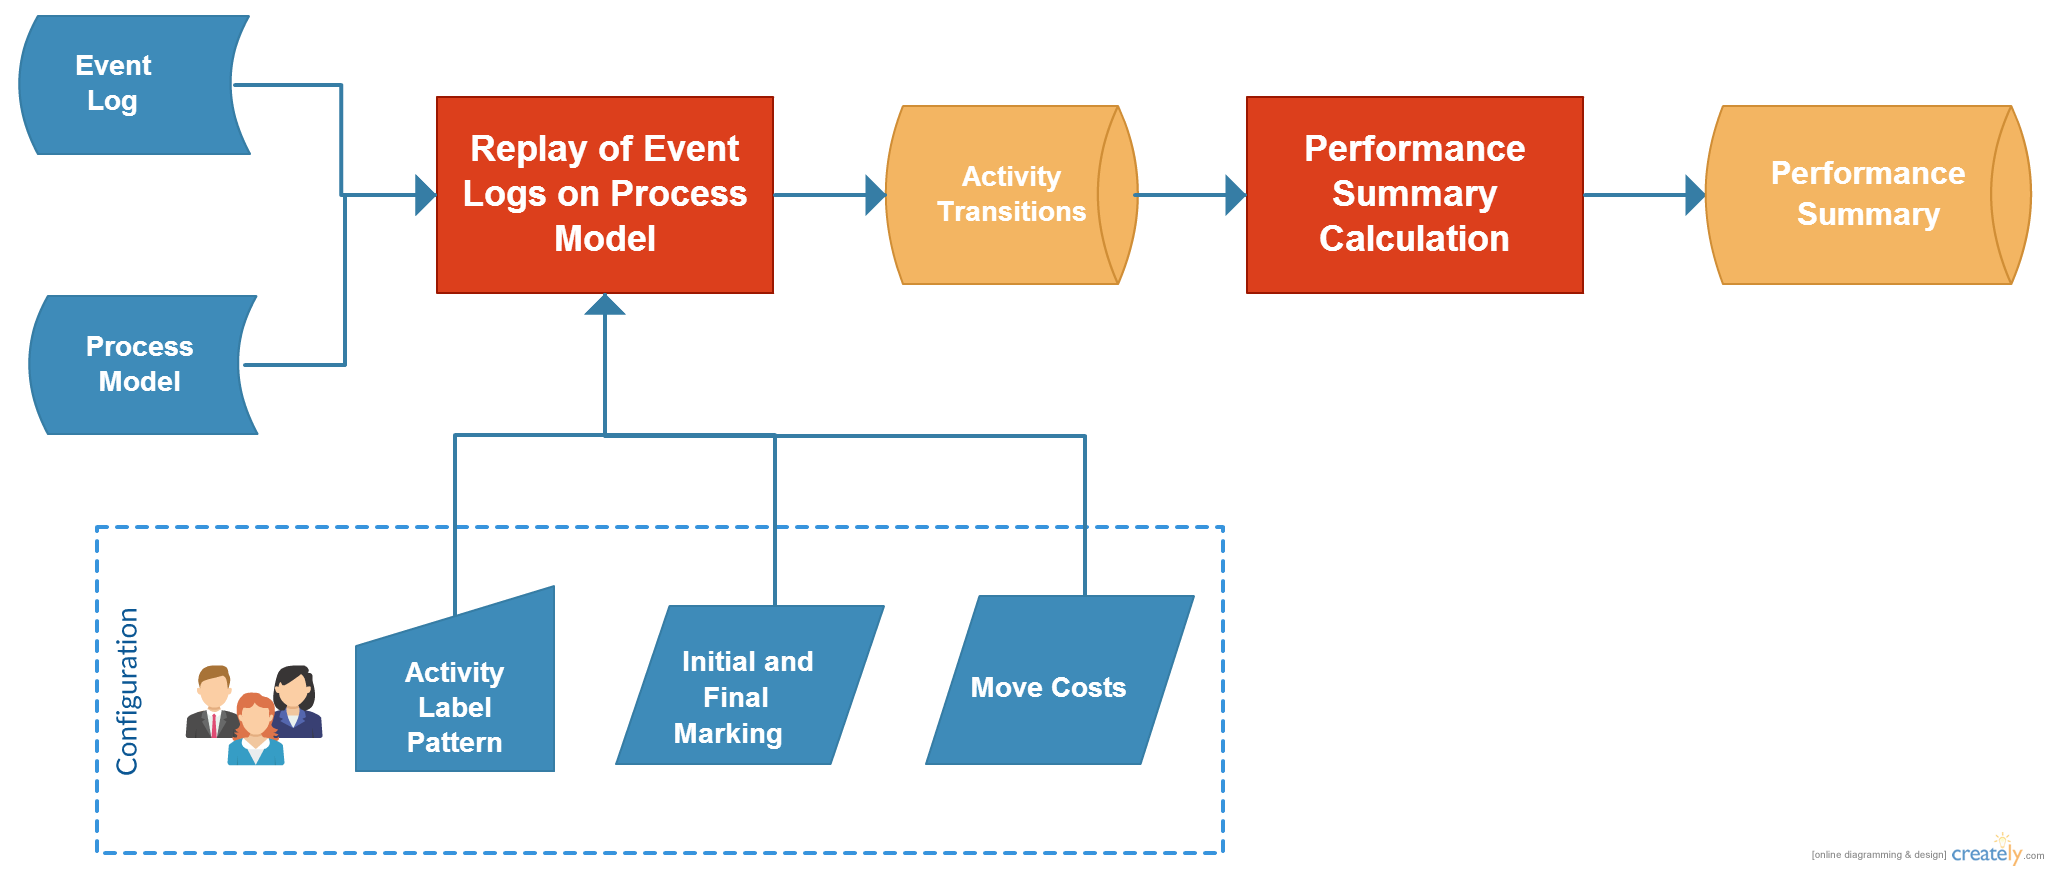 Event
Log
Replay of Event
Logs on Process
Model
Activity
Transitions
Performance
Summary
Calculation
Performance
Summary
Process
Model
Configuration
Activity
Label
Pattern
Initial and
Final
Marking
Move Costs
[online diagramming & design] creately.com